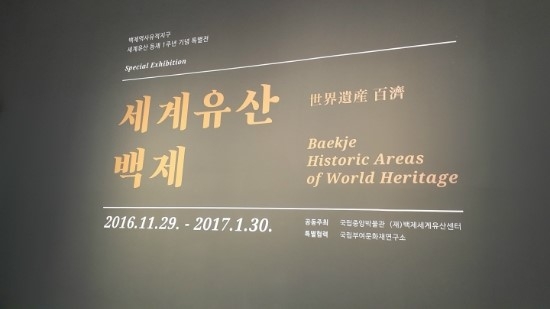 백제역사유적지구
세계유산 등재 1주년 기념 특별전
Special Exhibition
세계유산
백제
世界遺産 百濟
Baekje
Historic Areas
of World Heritage
2016.11.29. - 2017.1.30.
공동주최 국립중앙박물관 (재)백제세계유산센터
특별협력 국립부여문화재연구소